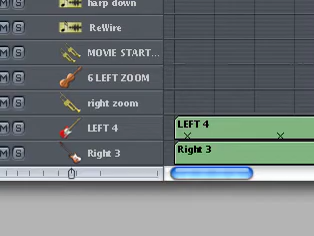 harp down
M S ReWire
M S MOVIE START...
M S 6 LEFT ZOOM
M S right zoom
M S LEFT 4 LEFT 4
M S Right 3 Right 3